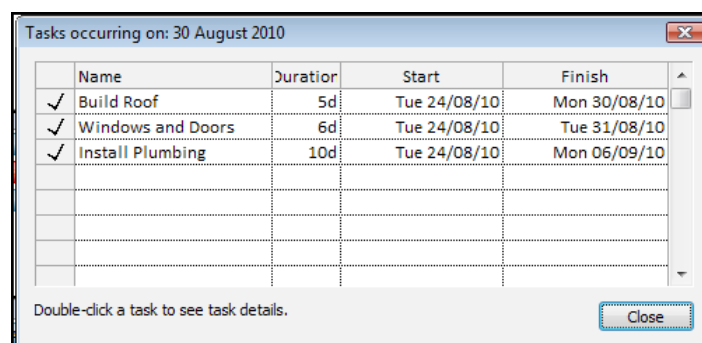 Tasks occurring on: 30 August 2010
Name Duration Start Finish
Build Roof 5d Tue 24/08/10 Mon 30/08/10
Windows and Doors 6d Tue 24/08/10 Tue 31/08/10
Install Plumbing 10d Tue 24/08/10 Mon 06/09/10
Double-click a task to see task details.
Close